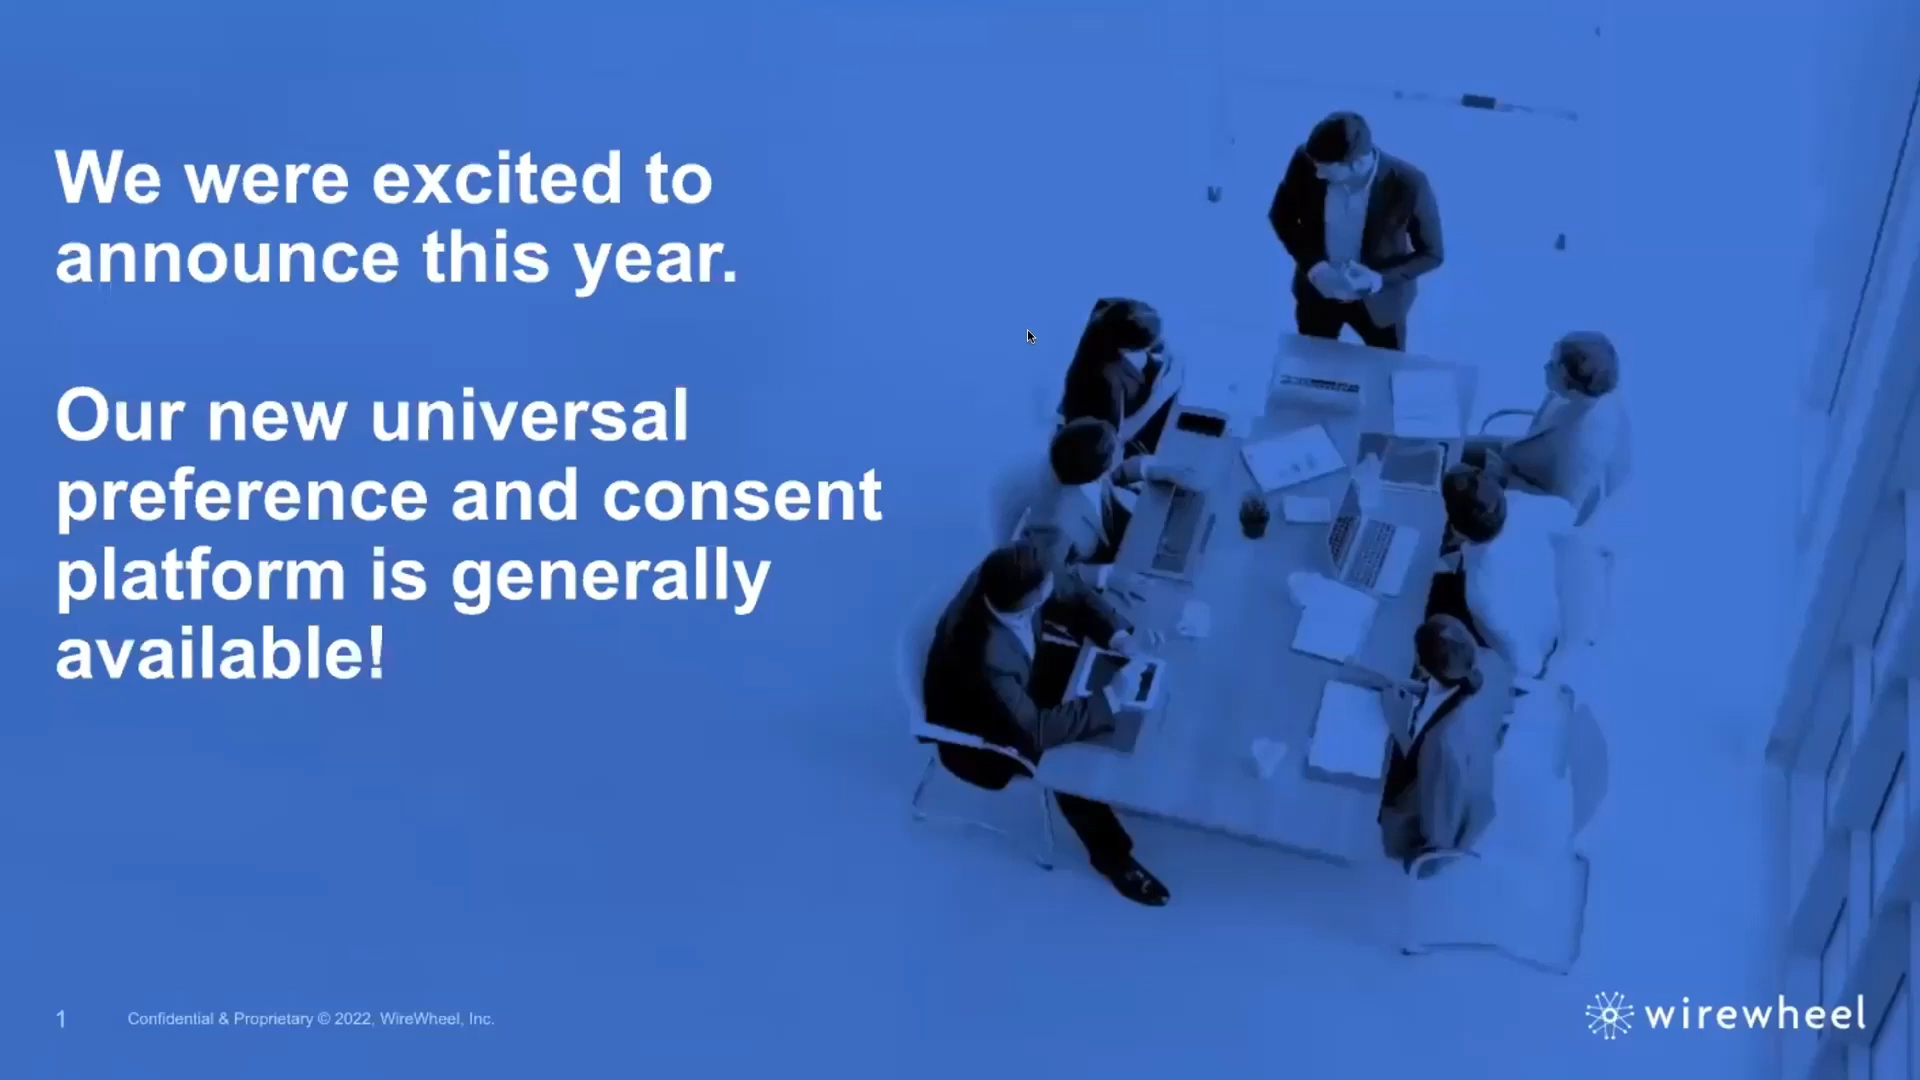 We were excited to
announce this year.
Our new universal
preference and consent
platform is generally
available!
1
Confidential & Proprietary © 2022, WireWheel, Inc.
wirewheel